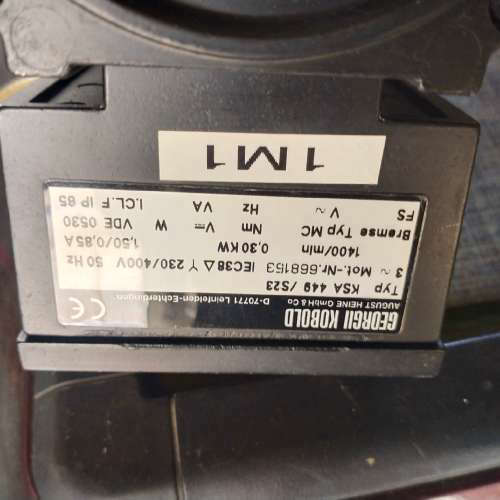 GEORGII KOBOLD
AUGUST HEINE GMBH & Co
D-70771 Leinfelden-Echterdingen
CE
Typ KSA 449 /S23
3 ~ Mot.-Nr.668153 IEC38 △ Y 230/400V 50 Hz
1400/min 0,30 KW 1,50/0,85 A
Bremse Typ MC Nm V= W VDE 0530
FS V ~ Hz VA I.CL.F IP 65
1M1